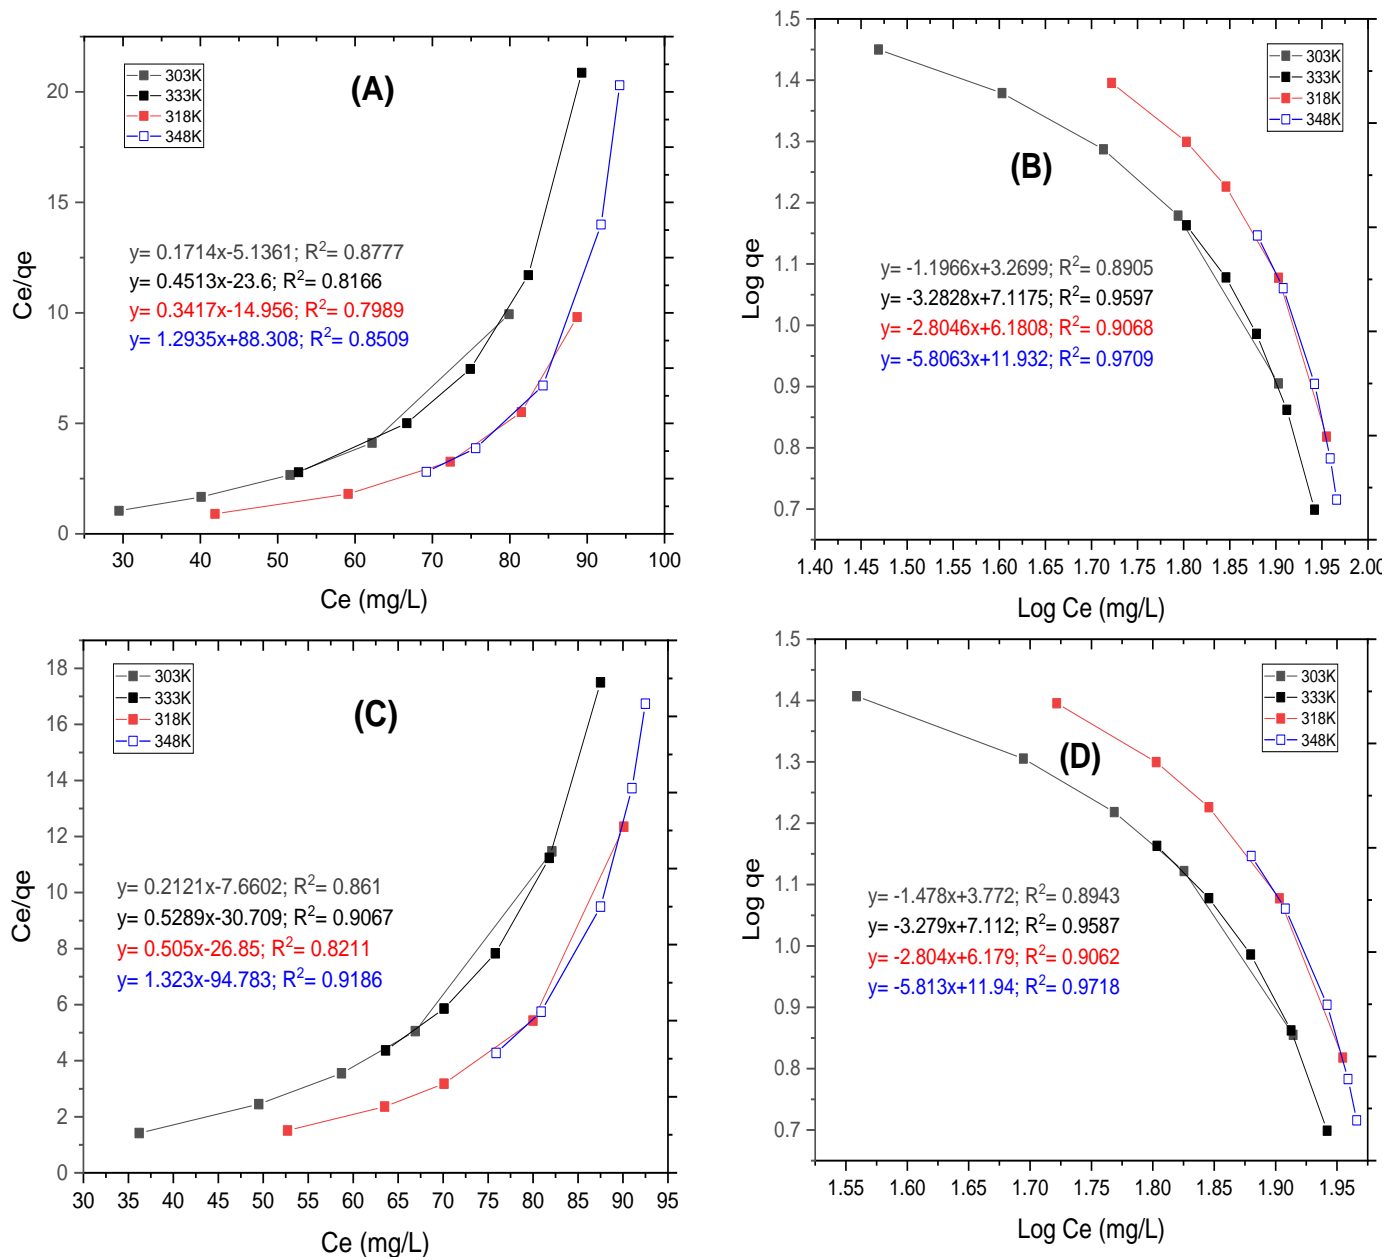 (A)
303K
333K
318K
348K
y= 0.1714x-5.1361; R²= 0.8777
y= 0.4513x-23.6; R²= 0.8166
y= 0.3417x-14.956; R²= 0.7989
y= 1.2935x+88.308; R²= 0.8509
Ce/qe
20
15
10
5
0
30 40 50 60 70 80 90 100
Ce (mg/L)
(B)
303K
333K
318K
348K
y= -1.1966x+3.2699; R²= 0.8905
y= -3.2828x+7.1175; R²= 0.9597
y= -2.8046x+6.1808; R²= 0.9068
y= -5.8063x+11.932; R²= 0.9709
Log qe
1.5
1.4
1.3
1.2
1.1
1.0
0.9
0.8
0.7
1.40 1.50 1.55 1.60 1.65 1.70 1.75 1.80 1.85 1.90 1.95 2.00
Log Ce (mg/L)
(C)
303K
333K
318K
348K
y= 0.2121x-7.6602; R²= 0.861
y= 0.5289x-30.709; R²= 0.9067
y= 0.505x-26.85; R²= 0.8211
y= 1.323x-94.783; R²= 0.9186
Ce/qe
18
16
14
12
10
8
6
4
2
0
30 35 40 45 50 55 60 65 70 75 80 85 90 95
Ce (mg/L)
(D)
303K
333K
318K
348K
y= -1.478x+3.772; R²= 0.8943
y= -3.279x+7.112; R²= 0.9587
y= -2.804x+6.179; R²= 0.9062
y= -5.813x+11.94; R²= 0.9718
Log qe
1.5
1.4
1.3
1.2
1.1
1.0
0.9
0.8
0.7
1.55 1.60 1.70 1.75 1.80 1.85 1.90 1.95
Log Ce (mg/L)